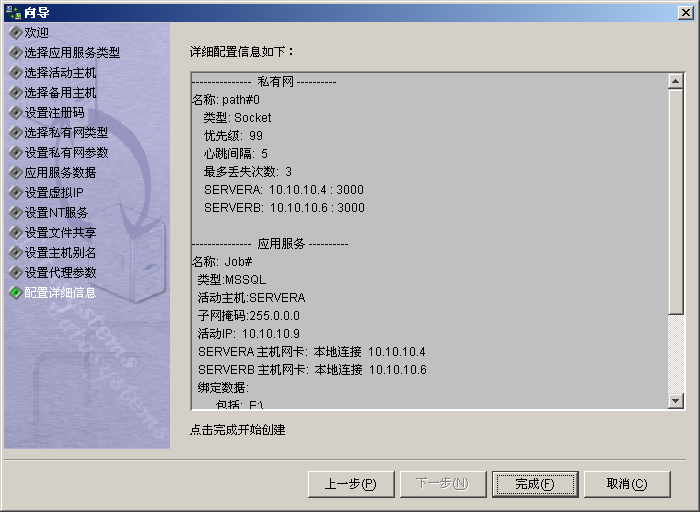 向导
欢迎
选择应用服务类型
选择活动主机
选择备用主机
设置注册码
选择私有网类型
设置私有网参数
应用服务数据
设置虚拟IP
设置NT服务
设置文件共享
设置主机别名
设置代理参数
配置详细信息
详细配置信息如下：
--------------- 私有网 ----------
名称: path#0
类型: Socket
优先级: 99
心跳间隔: 5
最多丢失次数: 3
SERVERA: 10.10.10.4 : 3000
SERVERB: 10.10.10.6 : 3000
--------------- 应用服务 ----------
名称: Job#
类型:MSSQL
活动主机:SERVERA
子网掩码:255.0.0.0
活动IP: 10.10.10.9
SERVERA 主机网卡: 本地连接 10.10.10.4
SERVERB 主机网卡: 本地连接 10.10.10.6
绑定数据:
包括: E:\
点击完成开始创建
上一步(P)
下一步(N)
完成(F)
取消(C)